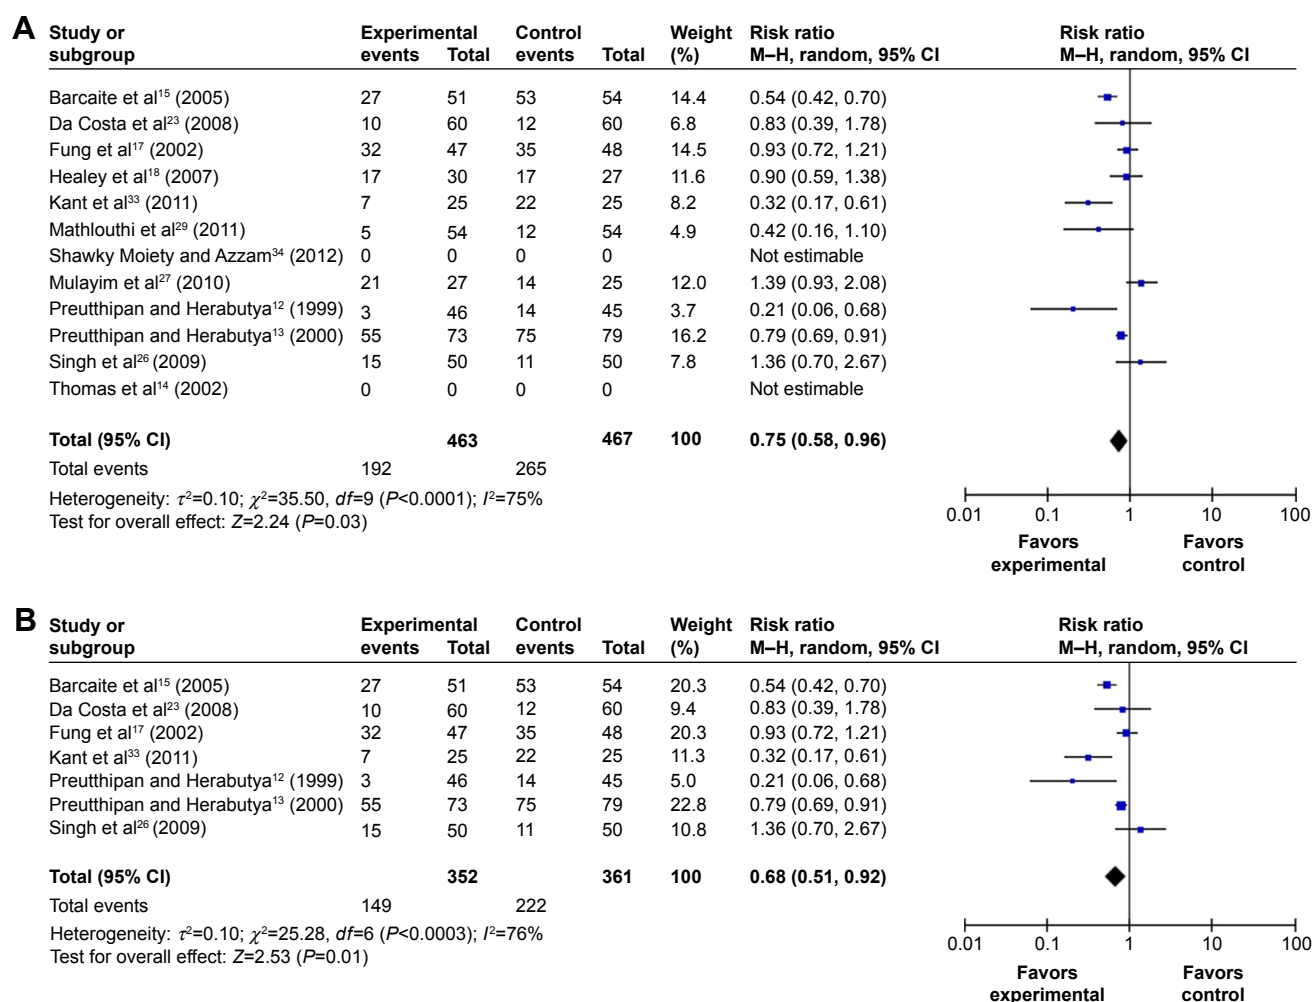 A
Study or subgroup Experimental events Total Control events Total Weight (%) Risk ratio M–H, random, 95% CI Risk ratio M–H, random, 95% CI
Barcaite et al15 (2005) 27 51 53 54 14.4 0.54 (0.42, 0.70)
Da Costa et al23 (2008) 10 60 12 60 6.8 0.83 (0.39, 1.78)
Fung et al17 (2002) 32 47 35 48 14.5 0.93 (0.72, 1.21)
Healey et al18 (2007) 17 30 17 27 11.6 0.90 (0.59, 1.38)
Kant et al33 (2011) 7 25 22 25 8.2 0.32 (0.17, 0.61)
Mathlouthi et al29 (2011) 5 54 12 54 4.9 0.42 (0.16, 1.10)
Shawky Moiety and Azzam34 (2012) 0 0 0 0 Not estimable
Mulayim et al27 (2010) 21 27 14 25 12.0 1.39 (0.93, 2.08)
Preutthipan and Herabutya12 (1999) 3 46 14 45 3.7 0.21 (0.06, 0.68)
Preutthipan and Herabutya13 (2000) 55 73 75 79 16.2 0.79 (0.69, 0.91)
Singh et al26 (2009) 15 50 11 50 7.8 1.36 (0.70, 2.67)
Thomas et al14 (2002) 0 0 0 0 Not estimable
Total (95% CI) 463 467 100 0.75 (0.58, 0.96)
Total events 192 265
Heterogeneity: τ2=0.10; χ2=35.50, df=9 (P<0.0001); I2=75%
Test for overall effect: Z=2.24 (P=0.03)
0.01 0.1 1 10 100
Favors experimental Favors control
B
Study or subgroup Experimental events Total Control events Total Weight (%) Risk ratio M–H, random, 95% CI Risk ratio M–H, random, 95% CI
Barcaite et al15 (2005) 27 51 53 54 20.3 0.54 (0.42, 0.70)
Da Costa et al23 (2008) 10 60 12 60 9.4 0.83 (0.39, 1.78)
Fung et al17 (2002) 32 47 35 48 20.3 0.93 (0.72, 1.21)
Kant et al33 (2011) 7 25 22 25 11.3 0.32 (0.17, 0.61)
Preutthipan and Herabutya12 (1999) 3 46 14 45 5.0 0.21 (0.06, 0.68)
Preutthipan and Herabutya13 (2000) 55 73 75 79 22.8 0.79 (0.69, 0.91)
Singh et al26 (2009) 15 50 11 50 10.8 1.36 (0.70, 2.67)
Total (95% CI) 352 361 100 0.68 (0.51, 0.92)
Total events 149 222
Heterogeneity: τ2=0.10; χ2=25.28, df=6 (P<0.0003); I2=76%
Test for overall effect: Z=2.53 (P=0.01)
0.01 0.1 1 10 100
Favors experimental Favors control